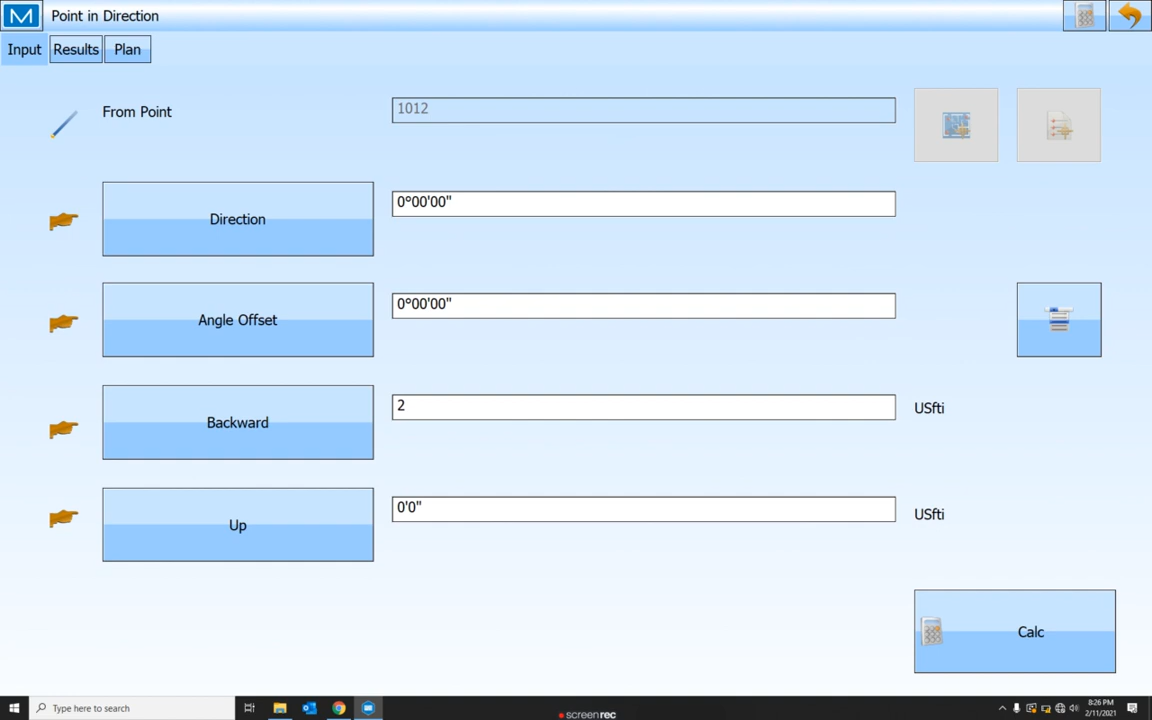 Point in Direction
Input Results Plan
From Point 1012
Direction 0°00'00"
Angle Offset 0°00'00"
Backward 2 USfti
Up 0'0" USfti
Calc
Type here to search
8:26 PM
2/11/2021
screenrec